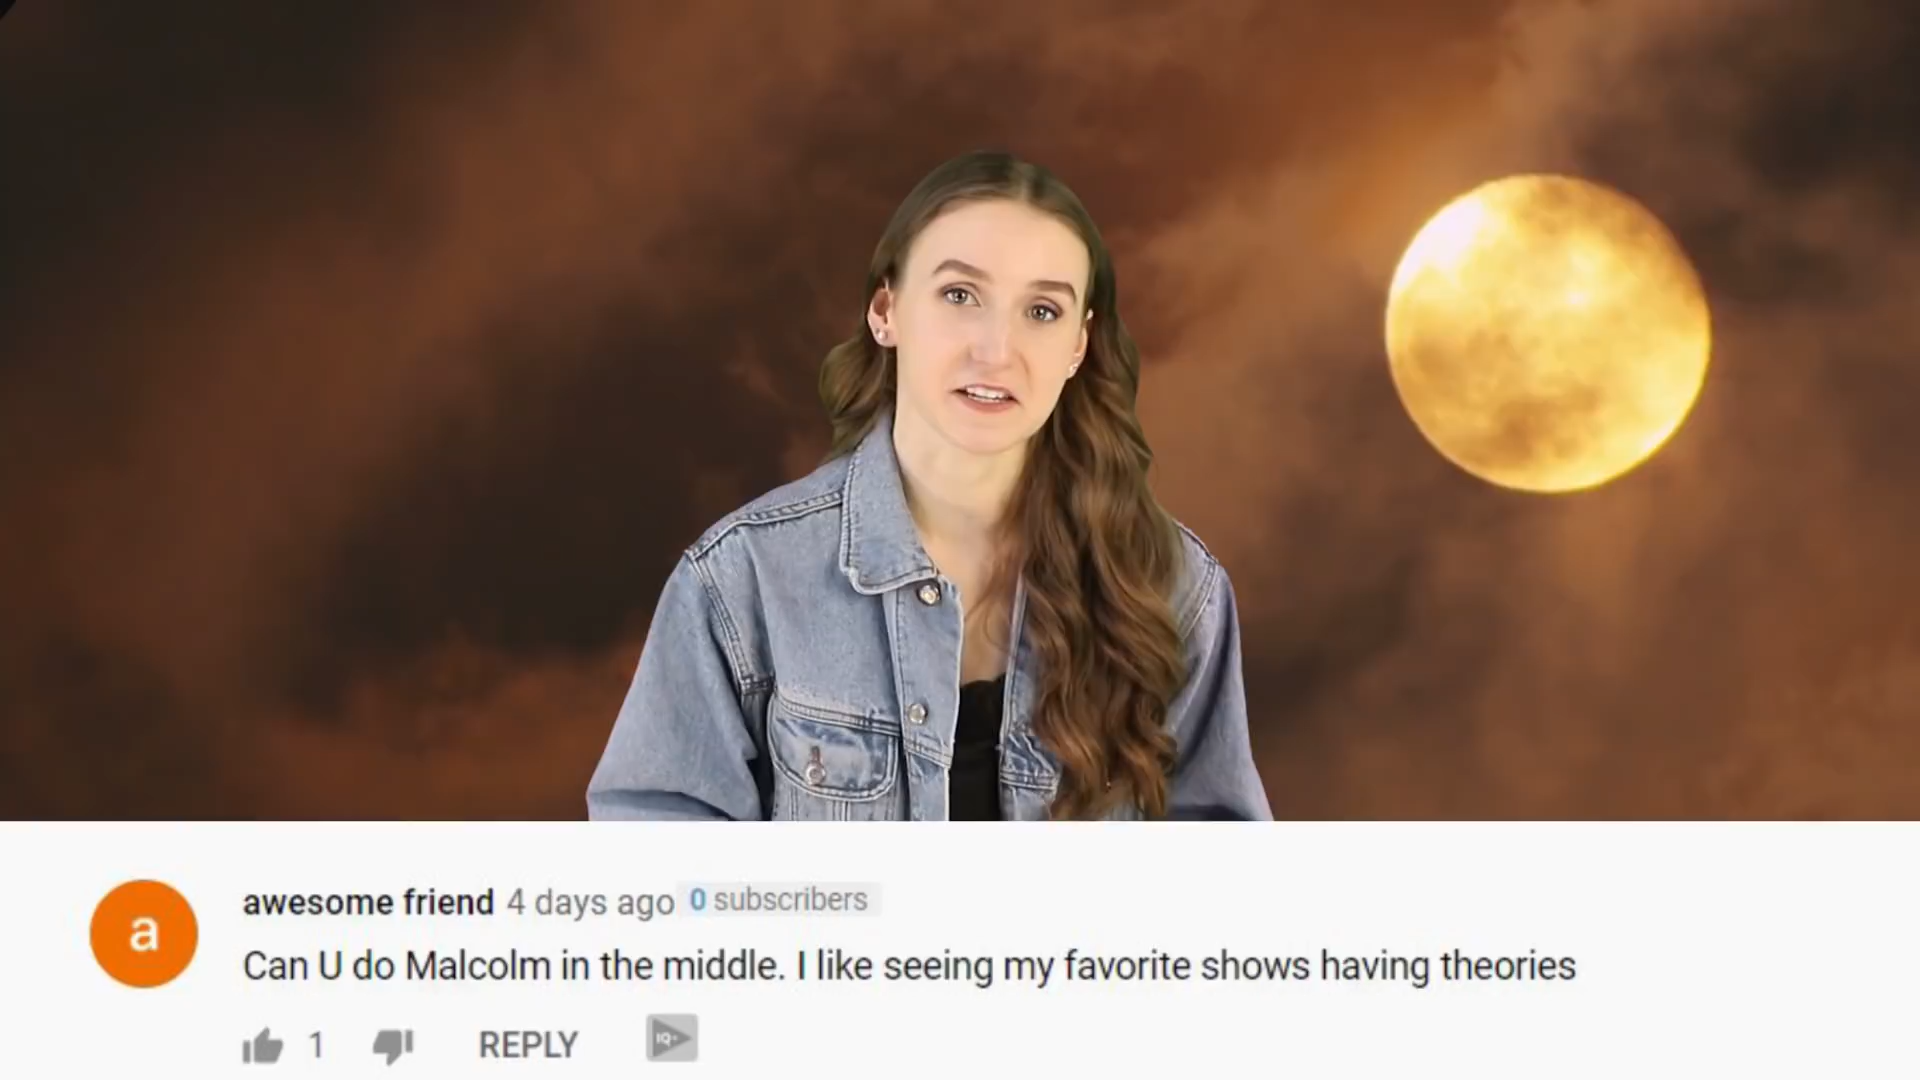 a
awesome friend 4 days ago 0 subscribers
Can U do Malcolm in the middle. I like seeing my favorite shows having theories
1 REPLY IQ+